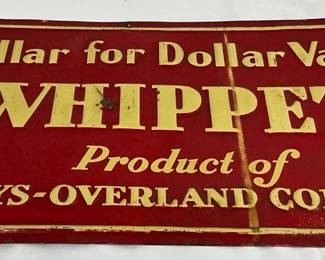 llar for Dollar Va
WHIPPET
Product of
YS-OVERLAND CO